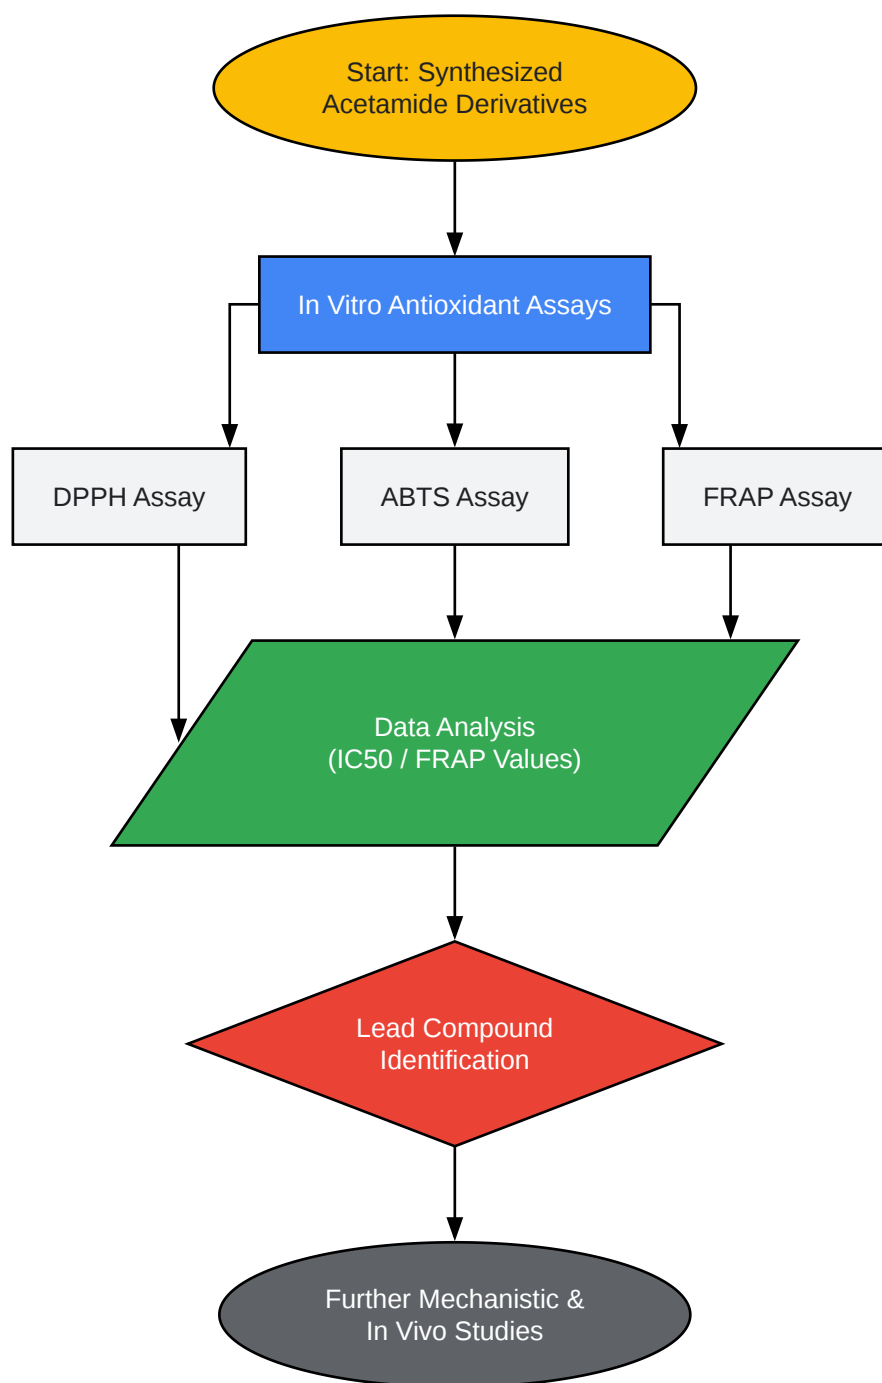 Start: Synthesized
Acetamide Derivatives
In Vitro Antioxidant Assays
DPPH Assay
ABTS Assay
FRAP Assay
Data Analysis
(IC50 / FRAP Values)
Lead Compound
Identification
Further Mechanistic &
In Vivo Studies